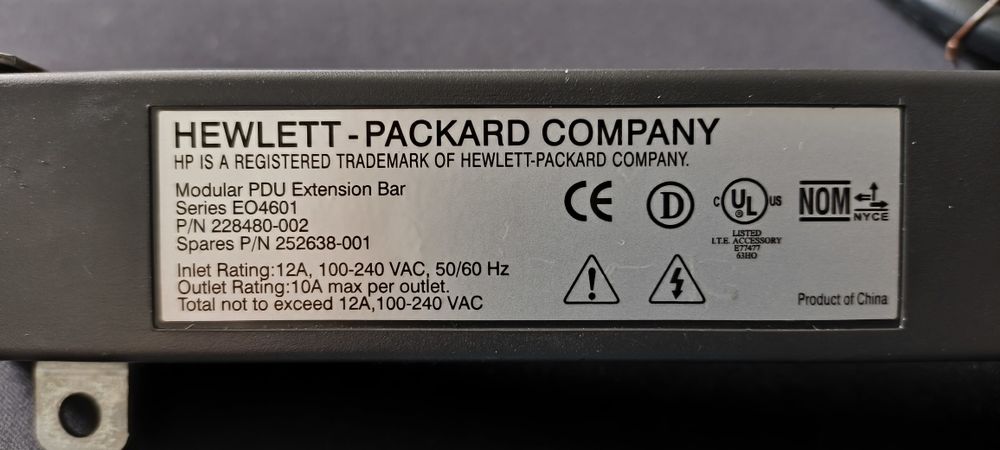 HEWLETT-PACKARD COMPANY
HP IS A REGISTERED TRADEMARK OF HEWLETT-PACKARD COMPANY.
Modular PDU Extension Bar
Series EO4601
P/N 228480-002
Spares P/N 252638-001
Inlet Rating:12A, 100-240 VAC, 50/60 Hz
Outlet Rating:10A max per outlet.
Total not to exceed 12A,100-240 VAC
CE
D
C UL US
®
LISTED
I.T.E. ACCESSORY
E77477
63HO
NOM
NYCE
Product of China